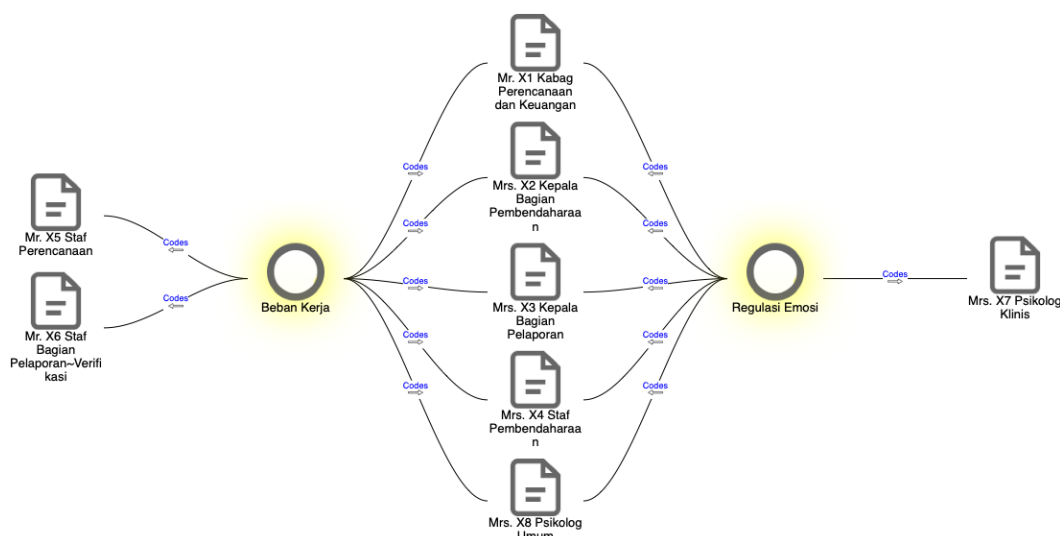 Mr. X1 Kabag
Perencanaan
dan Keuangan
Codes
Codes
Mrs. X2 Kepala
Bagian
Pembendaharaa
n
Codes
Codes
Mr. X5 Staf
Perencanaan
Codes
Mr. X6 Staf
Bagian
Pelaporan~Verifi
kasi
Codes
Beban Kerja
Mrs. X3 Kepala
Bagian
Pelaporan
Codes
Codes
Regulasi Emosi
Codes
Mrs. X7 Psikolog
Klinis
Mrs. X4 Staf
Pembendaharaa
n
Codes
Codes
Codes
Codes
Mrs. X8 Psikolog
Umum